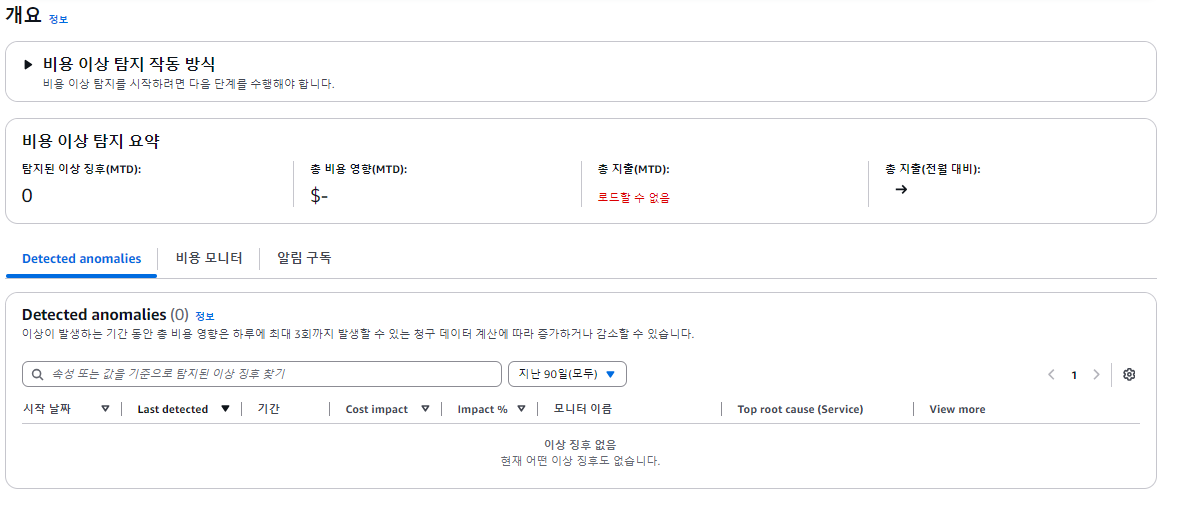 개요 정보
비용 이상 탐지 작동 방식
비용 이상 탐지를 시작하려면 다음 단계를 수행해야 합니다.
비용 이상 탐지 요약
탐지된 이상 징후(MTD):
0
총 비용 영향(MTD):
$-
총 지출(MTD):
로드할 수 없음
총 지출(전월 대비):
→
Detected anomalies 비용 모니터 알림 구독
Detected anomalies (0) 정보
이상이 발생하는 기간 동안 총 비용 영향은 하루에 최대 3회까지 발생할 수 있는 청구 데이터 계산에 따라 증가하거나 감소할 수 있습니다.
속성 또는 값을 기준으로 탐지된 이상 징후 찾기 지난 90일(모두) 1
시작 날짜 Last detected 기간 Cost impact Impact % 모니터 이름 Top root cause (Service) View more
이상 징후 없음
현재 어떤 이상 징후도 없습니다.